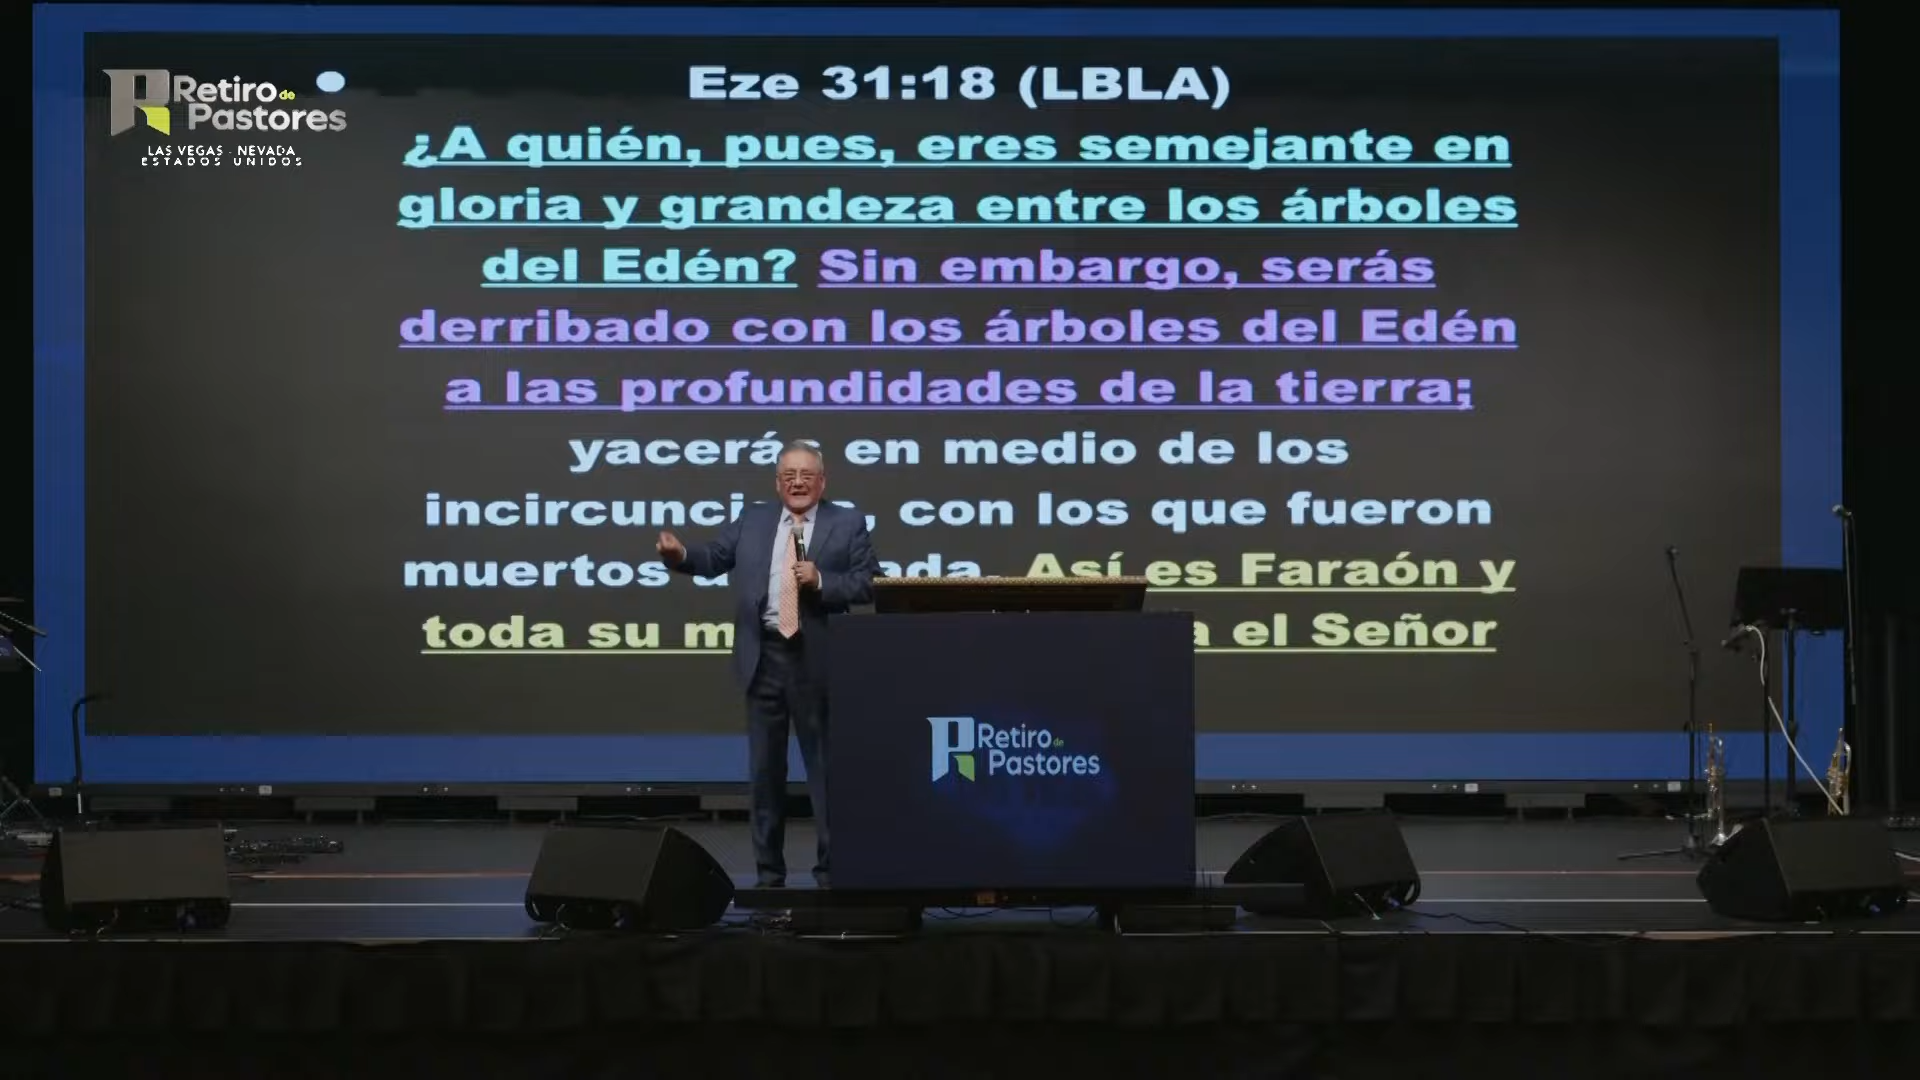 Retiro de
Pastores
LAS VEGAS - NEVADA
ESTADOS UNIDOS
Eze 31:18 (LBLA)
¿A quién, pues, eres semejante en
gloria y grandeza entre los árboles
del Edén? Sin embargo, serás
derribado con los árboles del Edén
a las profundidades de la tierra;
yacerás en medio de los
con los que fueron
muertos Así es Faraón y
toda su el Señor
Retiro de
Pastores